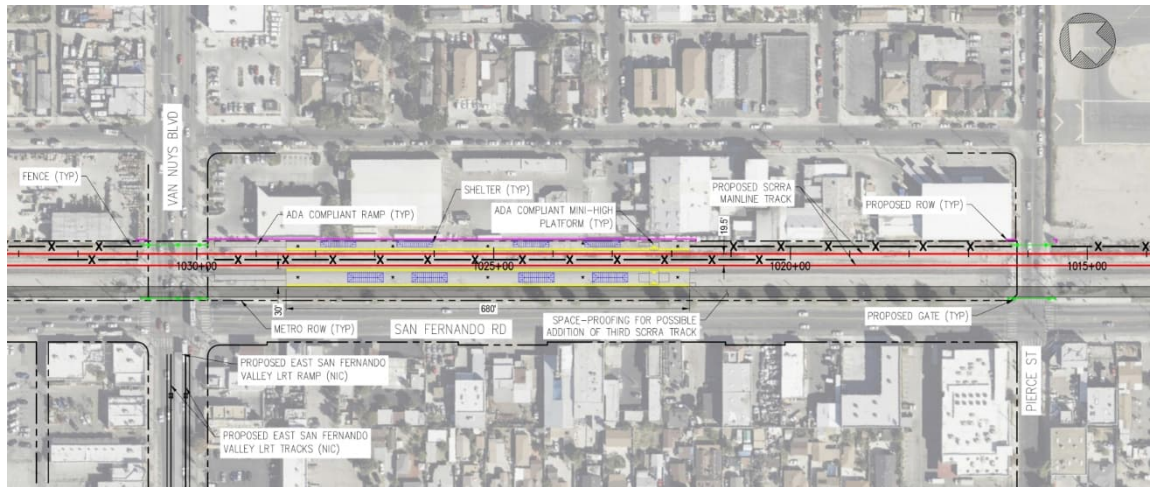 VAN NUYS BLVD
FENCE (TYP)
ADA COMPLIANT RAMP (TYP)
SHELTER (TYP)
ADA COMPLIANT MINI-HIGH
PLATFORM (TYP)
19.5'
PROPOSED SCRRA
MAINLINE TRACK
PROPOSED ROW (TYP)
1030+00
1025+00
1020+00
1015+00
30'
680'
METRO ROW (TYP)
SAN FERNANDO RD
SPACE-PROOFING FOR POSSIBLE
ADDITION OF THIRD SCRRA TRACK
PROPOSED GATE (TYP)
PROPOSED EAST SAN FERNANDO
VALLEY LRT RAMP (NIC)
PROPOSED EAST SAN FERNANDO
VALLEY LRT TRACKS (NIC)
PIERCE ST